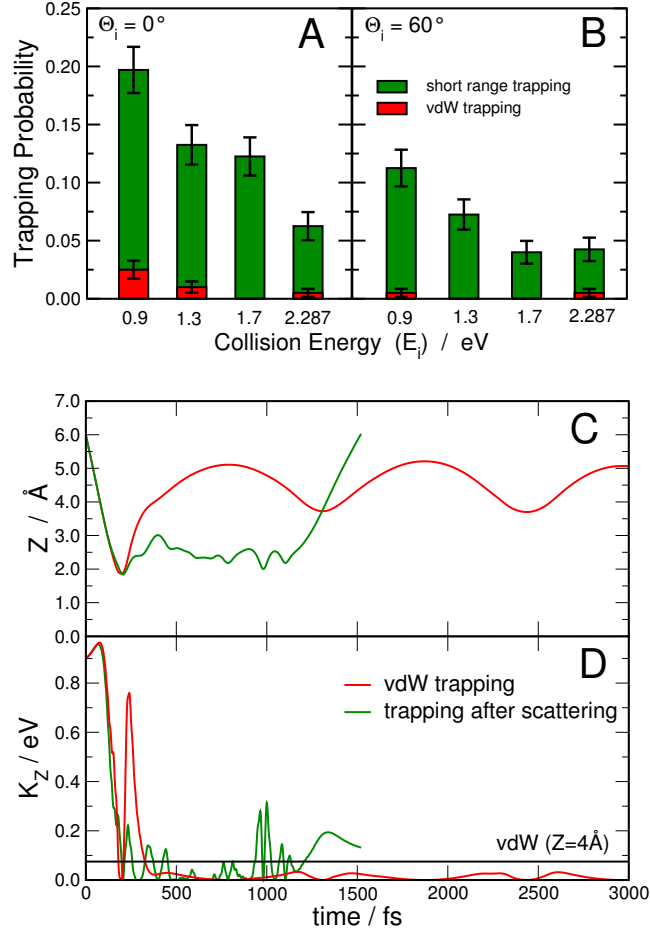 Θi = 0° A Θi = 60° B
0.25
0.20
0.15
0.10
0.05
0.00
Trapping Probability
short range trapping
vdW trapping
0.9 1.3 1.7 2.287 0.9 1.3 1.7 2.287
Collision Energy (Ei) / eV
C
7.0
6.0
5.0
4.0
3.0
2.0
1.0
0.0
Z / Å
D
0.8
0.6
0.4
0.2
0.0
KZ / eV
vdW trapping
trapping after scattering
vdW (Z=4Å)
0 500 1000 1500 2000 2500 3000
time / fs